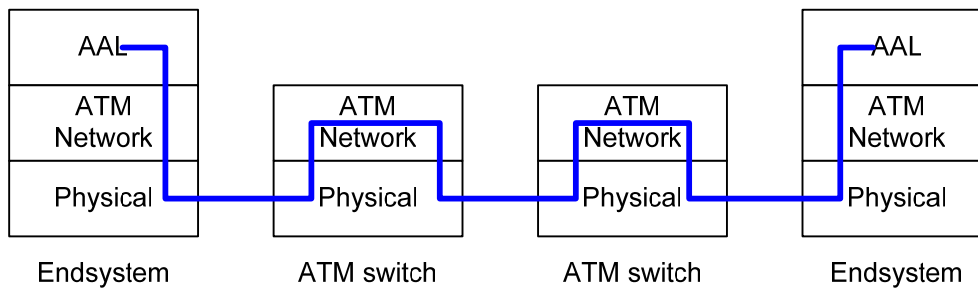 AAL
ATM
Network
Physical
Endsystem
ATM
Network
Physical
ATM switch
ATM
Network
Physical
ATM switch
AAL
ATM
Network
Physical
Endsystem